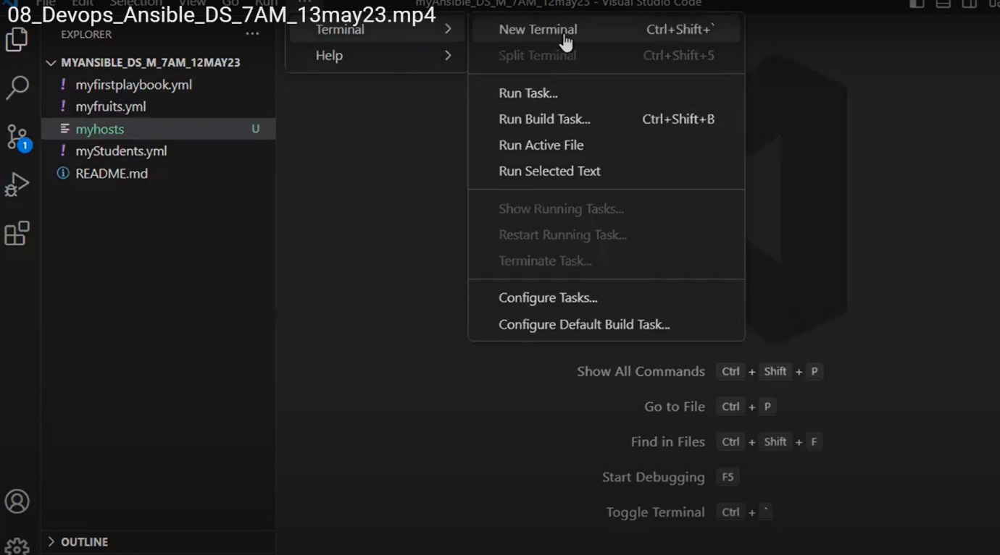 File Edit Selection View Go Run ...
myAnsible_DS_M_7AM_12may23 - Visual Studio Code
08_Devops_Ansible_DS_7AM_13may23.mp4
EXPLORER
MYANSIBLE_DS_M_7AM_12MAY23
! myfirstplaybook.yml
! myfruits.yml
myhosts U
! myStudents.yml
README.md
1
OUTLINE
Terminal
Help
New Terminal Ctrl+Shift+`
Split Terminal Ctrl+Shift+5
Run Task...
Run Build Task... Ctrl+Shift+B
Run Active File
Run Selected Text
Show Running Tasks...
Restart Running Task...
Terminate Task...
Configure Tasks...
Configure Default Build Task...
Show All Commands Ctrl + Shift + P
Go to File Ctrl + P
Find in Files Ctrl + Shift + F
Start Debugging F5
Toggle Terminal Ctrl + `